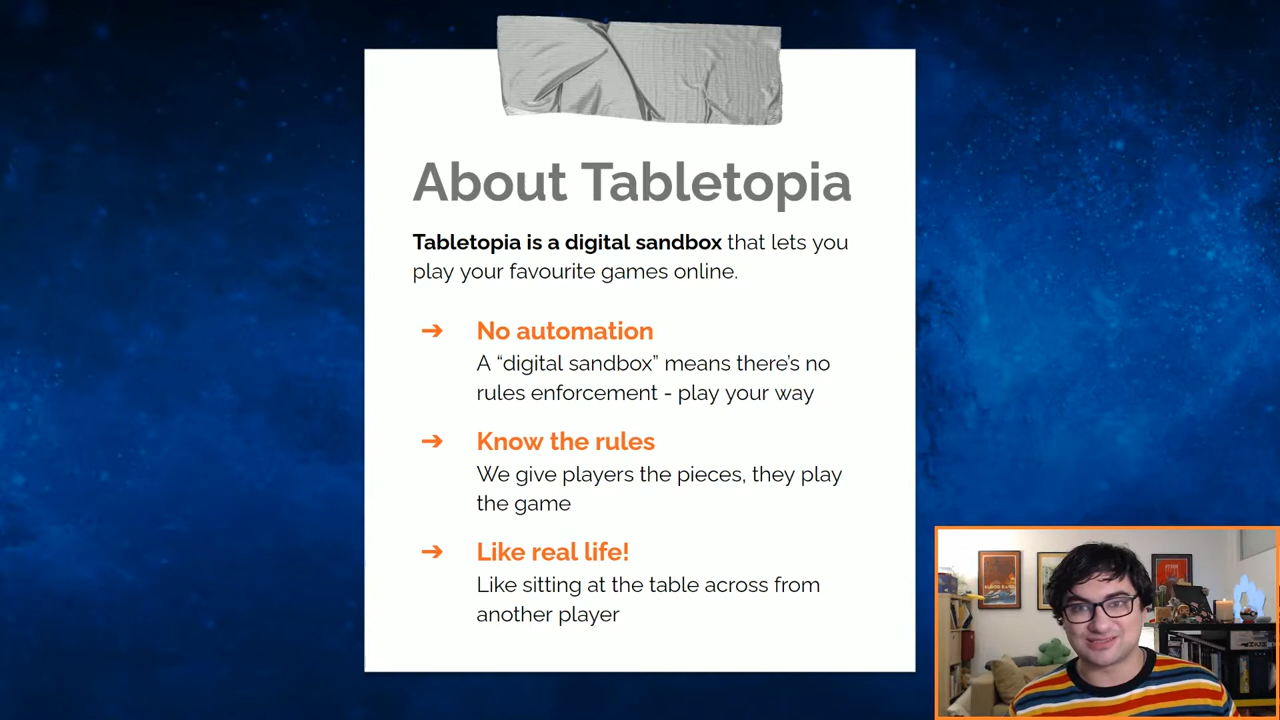 About Tabletopia
Tabletopia is a digital sandbox that lets you
play your favourite games online.
➔ No automation
A “digital sandbox” means there’s no
rules enforcement - play your way
➔ Know the rules
We give players the pieces, they play
the game
➔ Like real life!
Like sitting at the table across from
another player